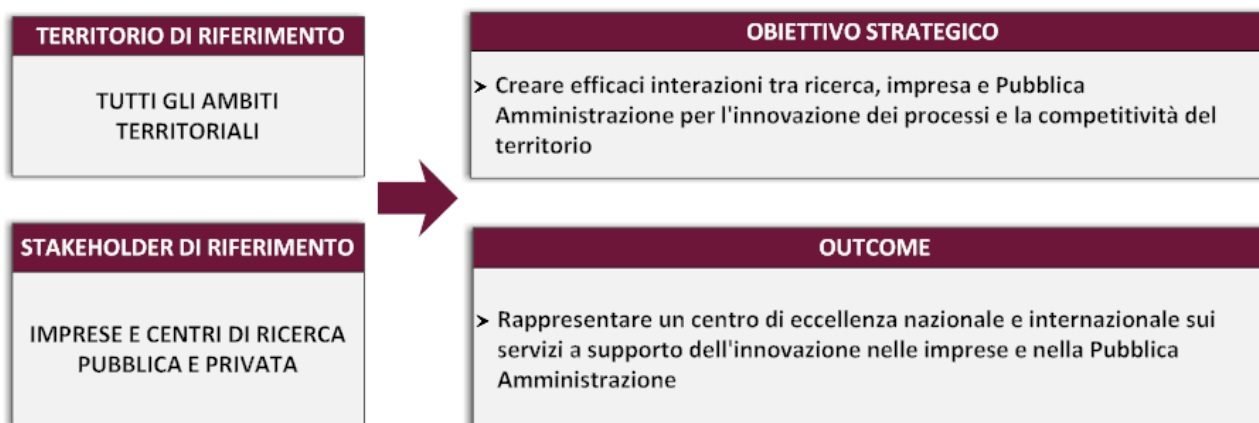 TERRITORIO DI RIFERIMENTO
TUTTI GLI AMBITI
TERRITORIALI
STAKEHOLDER DI RIFERIMENTO
IMPRESE E CENTRI DI RICERCA
PUBBLICA E PRIVATA
OBIETTIVO STRATEGICO
➤ Creare efficaci interazioni tra ricerca, impresa e Pubblica
Amministrazione per l'innovazione dei processi e la competitività del
territorio
OUTCOME
➤ Rappresentare un centro di eccellenza nazionale e internazionale sui
servizi a supporto dell'innovazione nelle imprese e nella Pubblica
Amministrazione